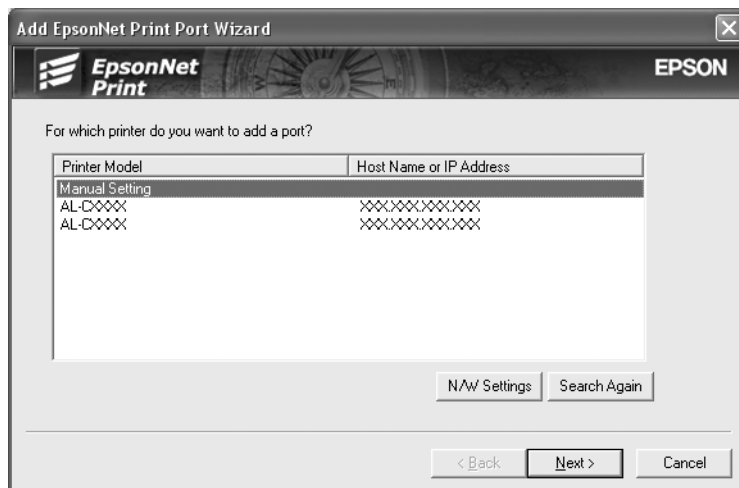 Add EpsonNet Print Port Wizard
EpsonNet
Print
EPSON
For which printer do you want to add a port?
Printer Model Host Name or IP Address
Manual Setting
AL-CXXXX XXX.XXX.XXX.XXX
AL-CXXXX XXX.XXX.XXX.XXX
N/W Settings Search Again
< Back Next > Cancel